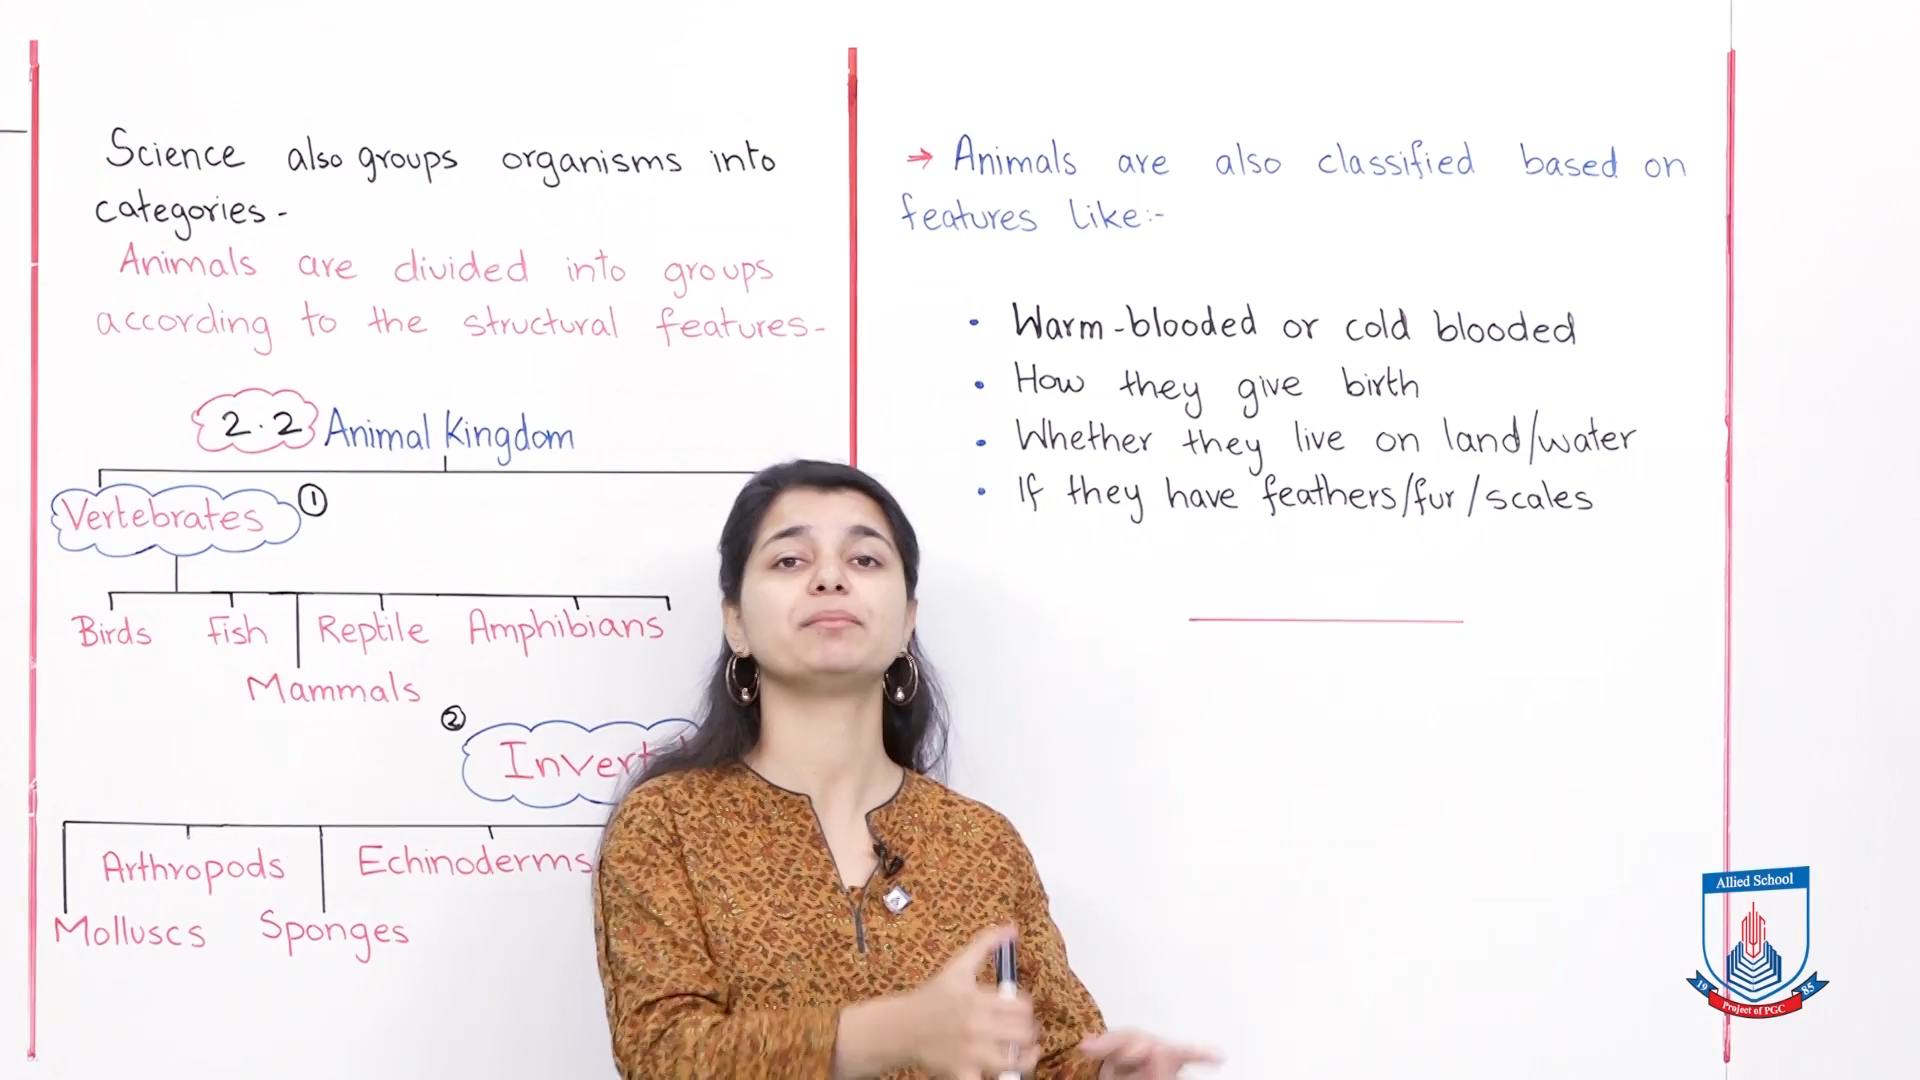 Science also groups organisms into
categories -
Animals are divided into groups
according to the structural features -
2.2 Animal Kingdom
Vertebrates ①
Birds Fish Reptile Amphibians
Mammals
②
Arthropods Echinoderms
Molluscs Sponges
→ Animals are also classified based on
features like:-
• Warm-blooded or cold blooded
• How they give birth
• Whether they live on land/water
• If they have feathers/fur/scales
Allied School
19 85
Project of PGC